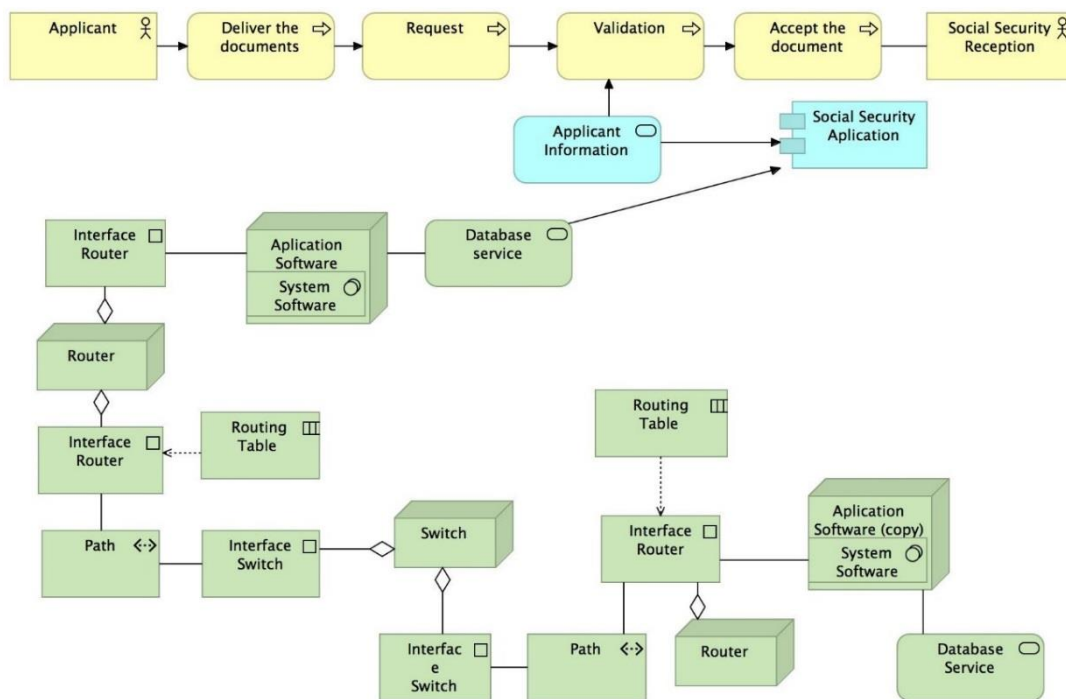 Applicant
Deliver the
documents
Request
Validation
Accept the
document
Social Security
Reception
Applicant
Information
Social Security
Aplication
Interface
Router
Aplication
Software
System
Software
Database
service
Router
Interface
Router
Routing
Table
Routing
Table
Path
Interface
Switch
Switch
Interface
Router
Aplication
Software (copy)
System
Software
Interfac
e
Switch
Path
Router
Database
Service